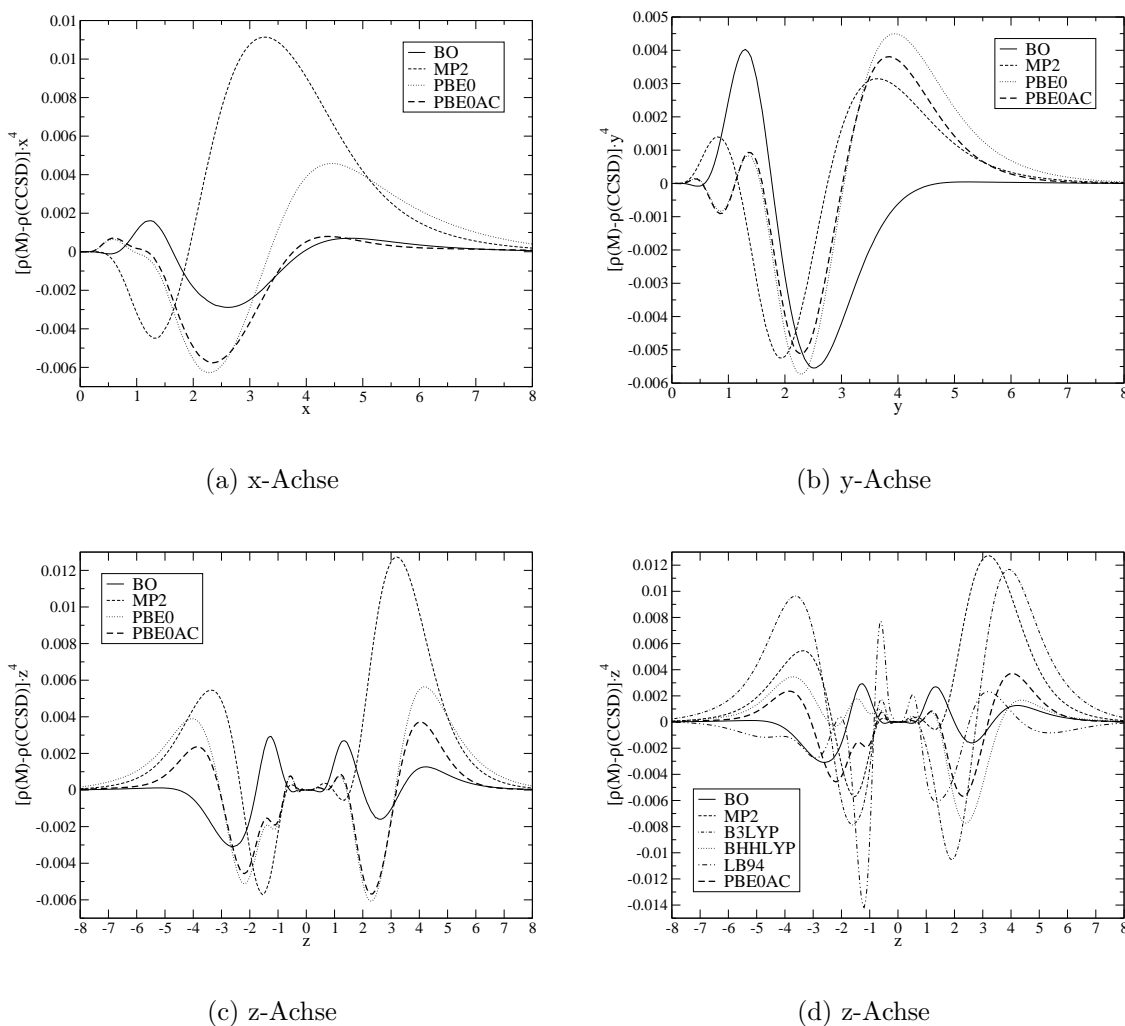 [ρ(M)-ρ(CCSD)]·x⁴
0.01
0.008
0.006
0.004
0.002
0
-0.002
-0.004
-0.006
BO
MP2
PBE0
PBE0AC
0 1 2 3 4 5 6 7 8
x
(a) x-Achse
[ρ(M)-ρ(CCSD)]·y⁴
0.005
0.004
0.003
0.002
0.001
0
-0.001
-0.002
-0.003
-0.004
-0.005
-0.006
BO
MP2
PBE0
PBE0AC
0 1 2 3 4 5 6 7 8
y
(b) y-Achse
[ρ(M)-ρ(CCSD)]·z⁴
0.012
0.01
0.008
0.006
0.004
0.002
0
-0.002
-0.004
-0.006
BO
MP2
PBE0
PBE0AC
-8 -7 -6 -5 -4 -3 -2 -1 0 1 2 3 4 5 6 7 8
z
(c) z-Achse
[ρ(M)-ρ(CCSD)]·z⁴
0.012
0.01
0.008
0.006
0.004
0.002
0
-0.002
-0.004
-0.006
-0.008
-0.01
-0.012
-0.014
BO
MP2
B3LYP
BHHLYP
LB94
PBE0AC
-8 -7 -6 -5 -4 -3 -2 -1 0 1 2 3 4 5 6 7 8
z
(d) z-Achse